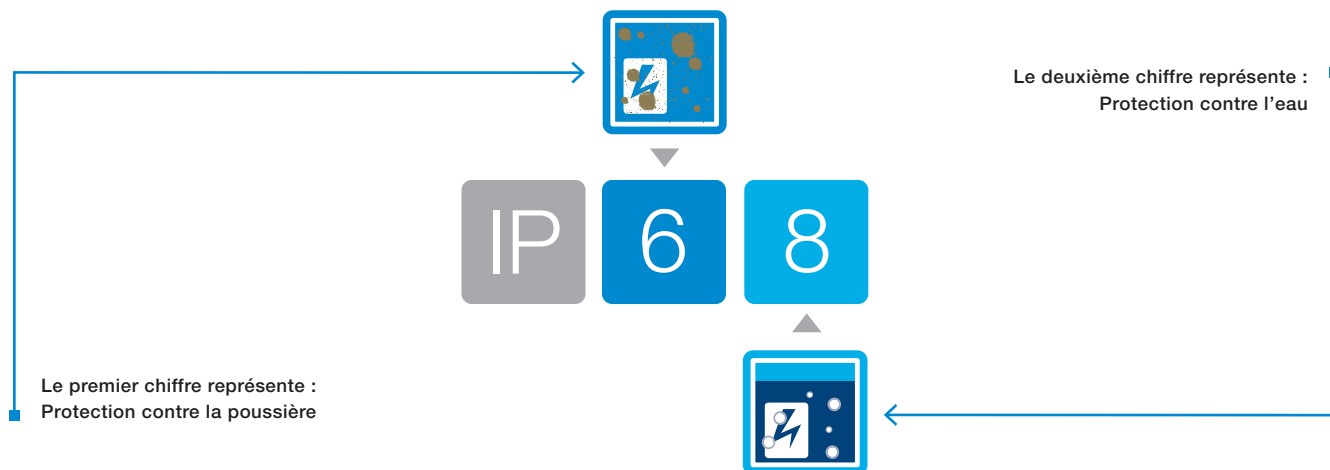 Le deuxième chiffre représente :
Protection contre l’eau
IP 6 8
Le premier chiffre représente :
Protection contre la poussière